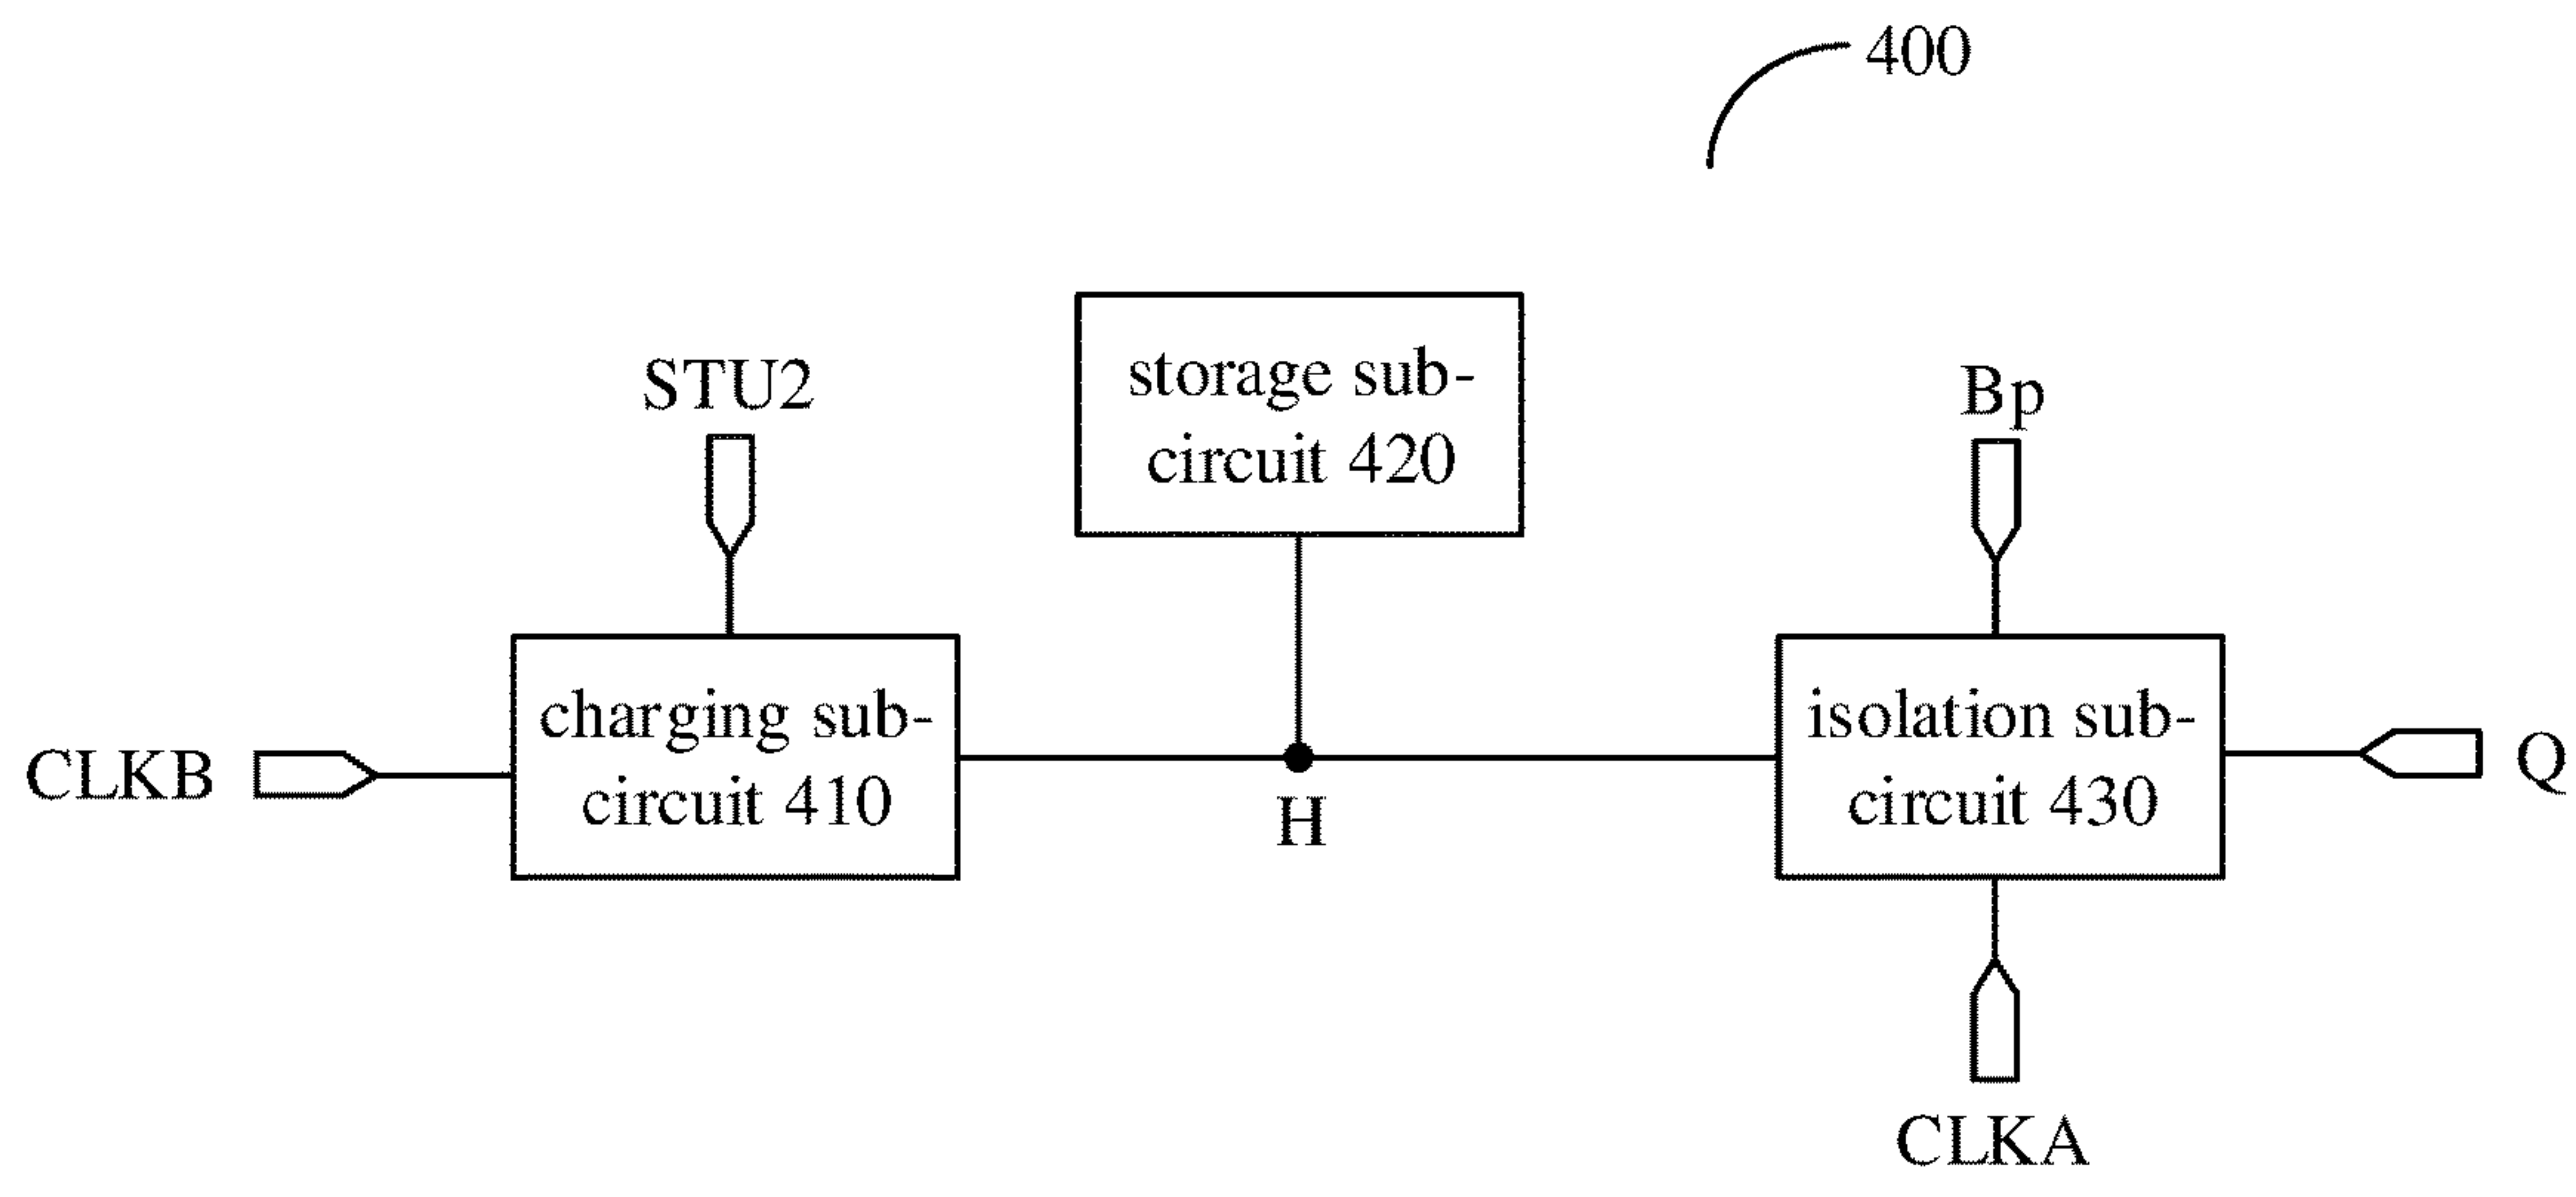 400
storage sub-
circuit 420
STU2
Bp
charging sub-
circuit 410
isolation sub-
circuit 430
CLKB
H
Q
CLKA